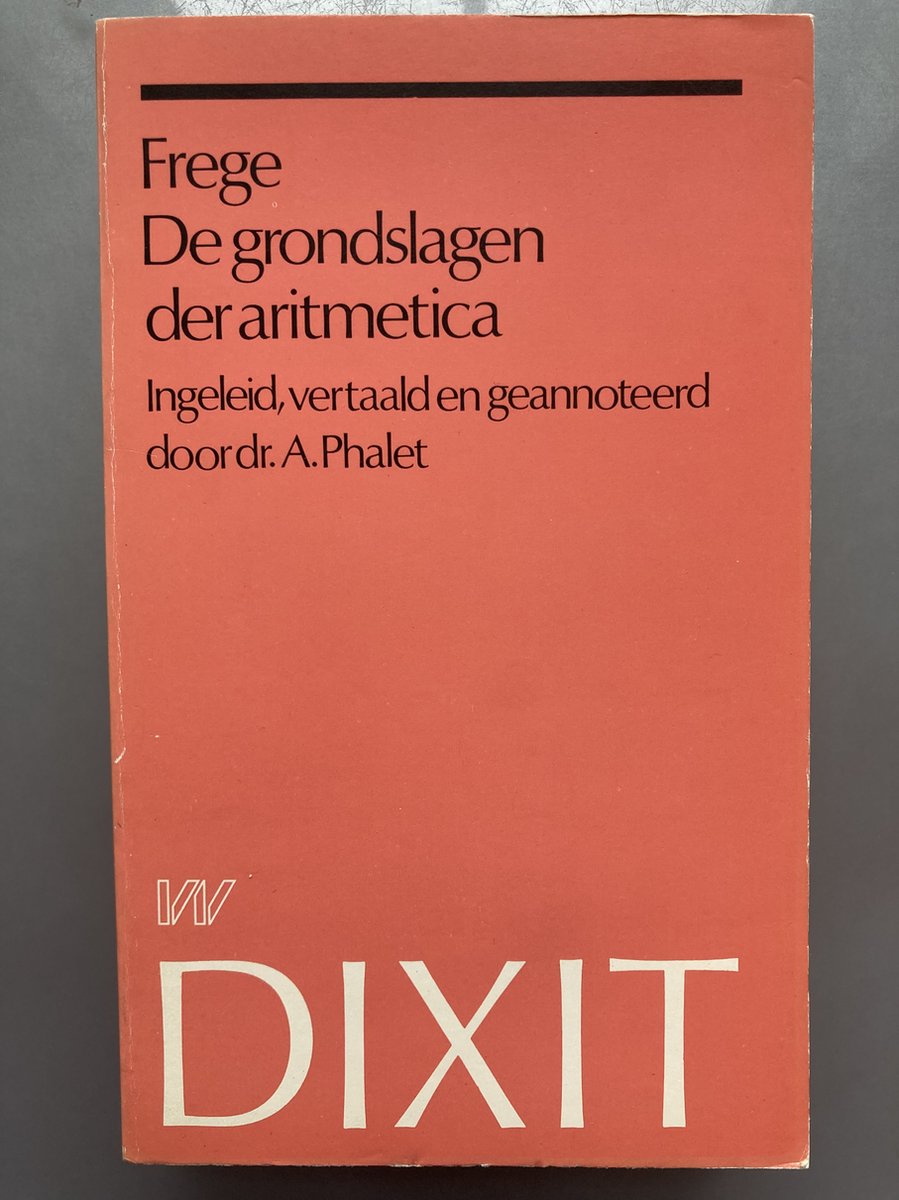 Frege
De grondslagen
der aritmetica
Ingeleid, vertaald en geannoteerd
door dr. A. Phalet
W
DIXIT